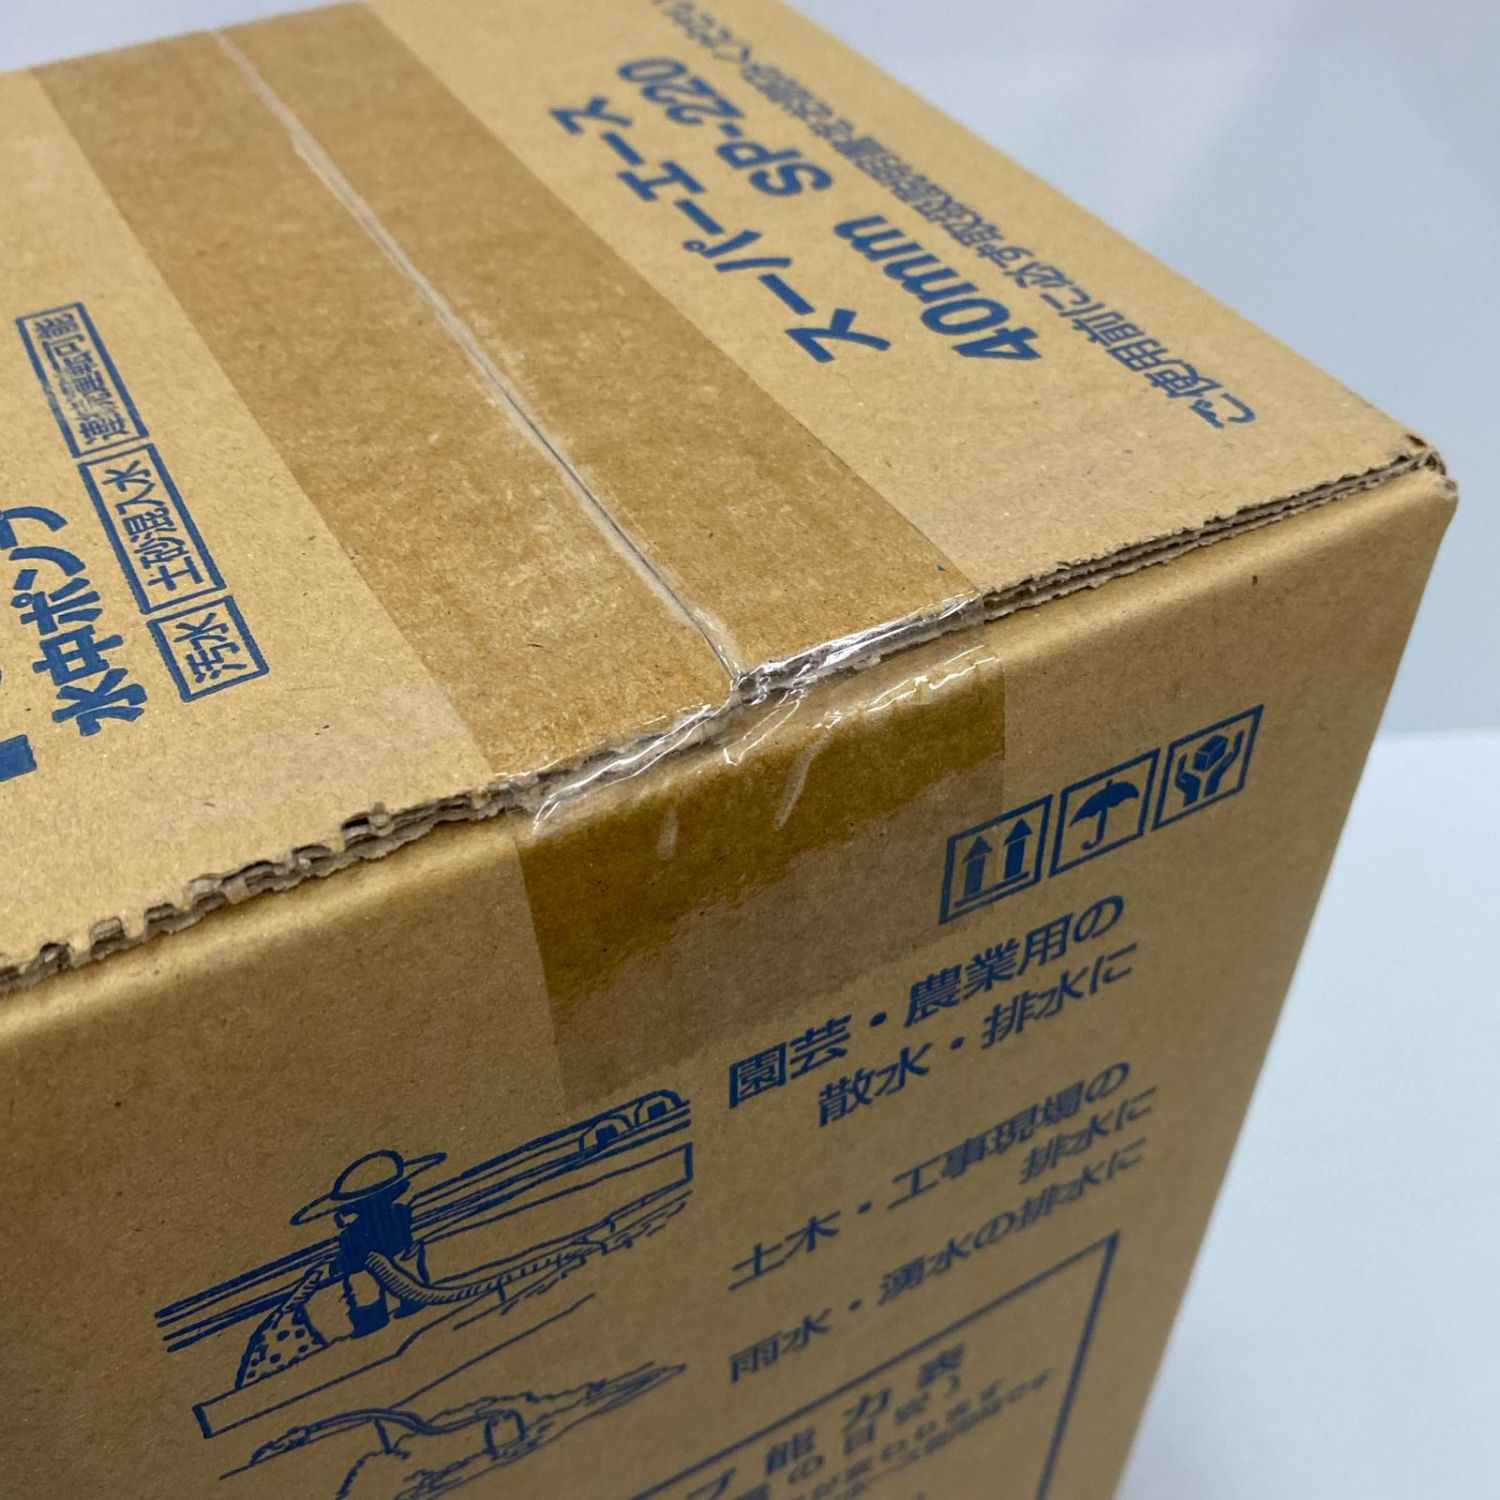 スーパーエース
40mm SP-220
ご使用前に必ず取扱説明書をお読みください
水中ポンプ
汚水 土砂混入水 連続運転可能
園芸・農業用の
散水・排水に
土木・工事現場の
排水に
雨水・湧水の排水に
能力表